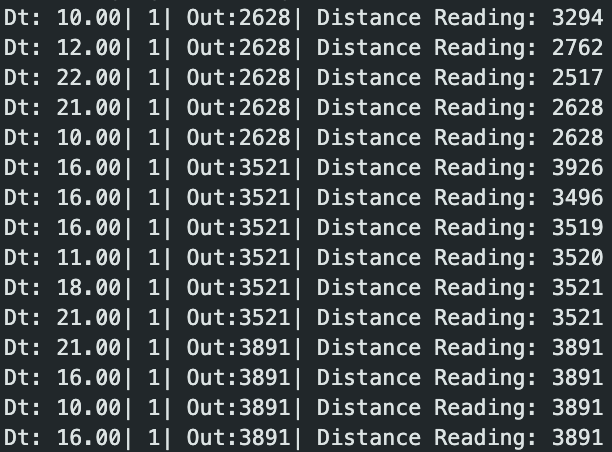 Dt: 10.00| 1| Out:2628| Distance Reading: 3294
Dt: 12.00| 1| Out:2628| Distance Reading: 2762
Dt: 22.00| 1| Out:2628| Distance Reading: 2517
Dt: 21.00| 1| Out:2628| Distance Reading: 2628
Dt: 10.00| 1| Out:2628| Distance Reading: 2628
Dt: 16.00| 1| Out:3521| Distance Reading: 3926
Dt: 16.00| 1| Out:3521| Distance Reading: 3496
Dt: 16.00| 1| Out:3521| Distance Reading: 3519
Dt: 11.00| 1| Out:3521| Distance Reading: 3520
Dt: 18.00| 1| Out:3521| Distance Reading: 3521
Dt: 21.00| 1| Out:3521| Distance Reading: 3521
Dt: 21.00| 1| Out:3891| Distance Reading: 3891
Dt: 16.00| 1| Out:3891| Distance Reading: 3891
Dt: 10.00| 1| Out:3891| Distance Reading: 3891
Dt: 16.00| 1| Out:3891| Distance Reading: 3891